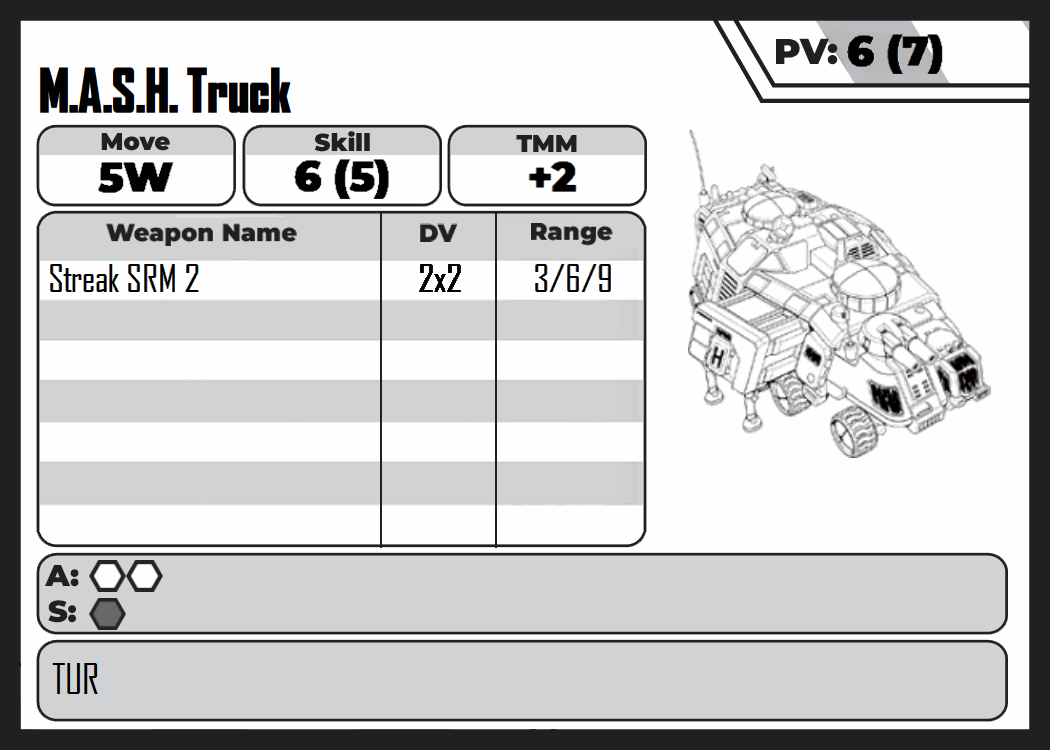 PV: 6 (7)
M.A.S.H. Truck
Move Skill TMM
5W 6 (5) +2
Weapon Name DV Range
Streak SRM 2 2x2 3/6/9
H
A:
S:
TUR